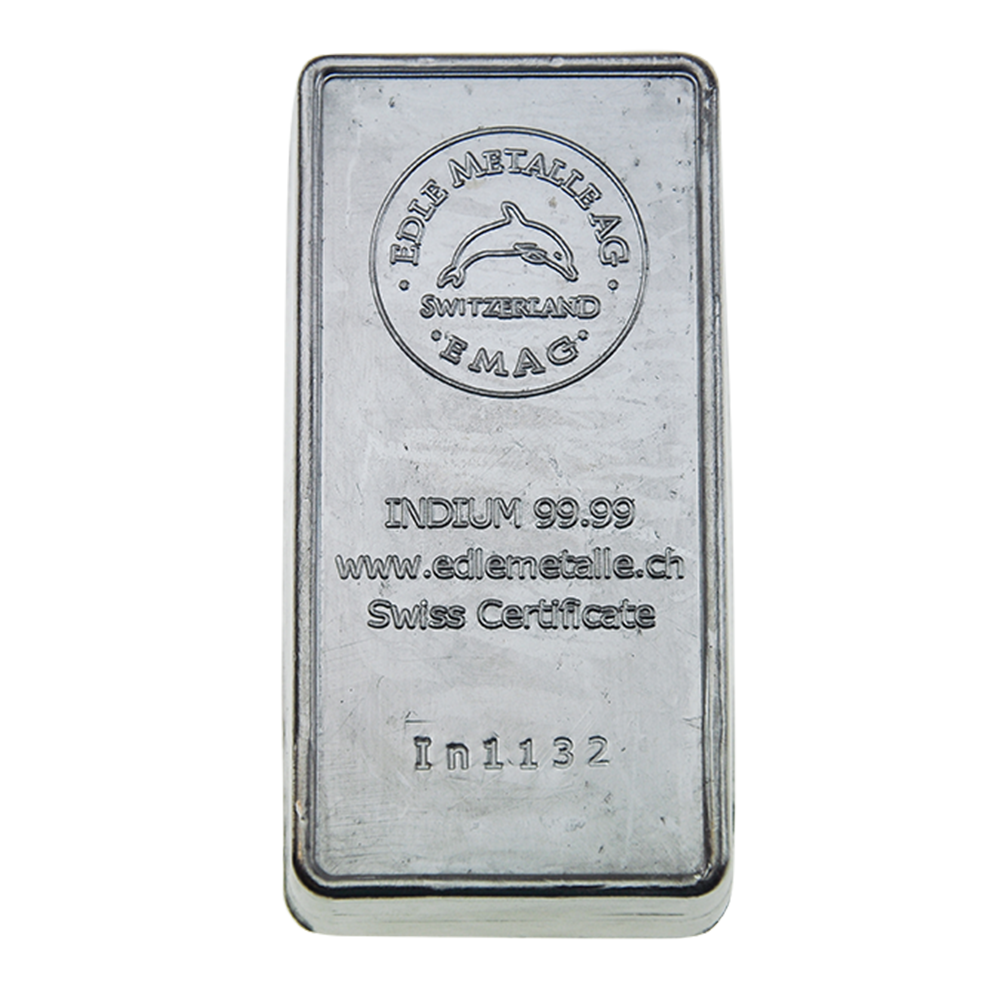 EDLE METALLE AG
SWITZERLAND
EMAG
INDIUM 99.99
www.edlemetalle.ch
Swiss Certificate
In1132